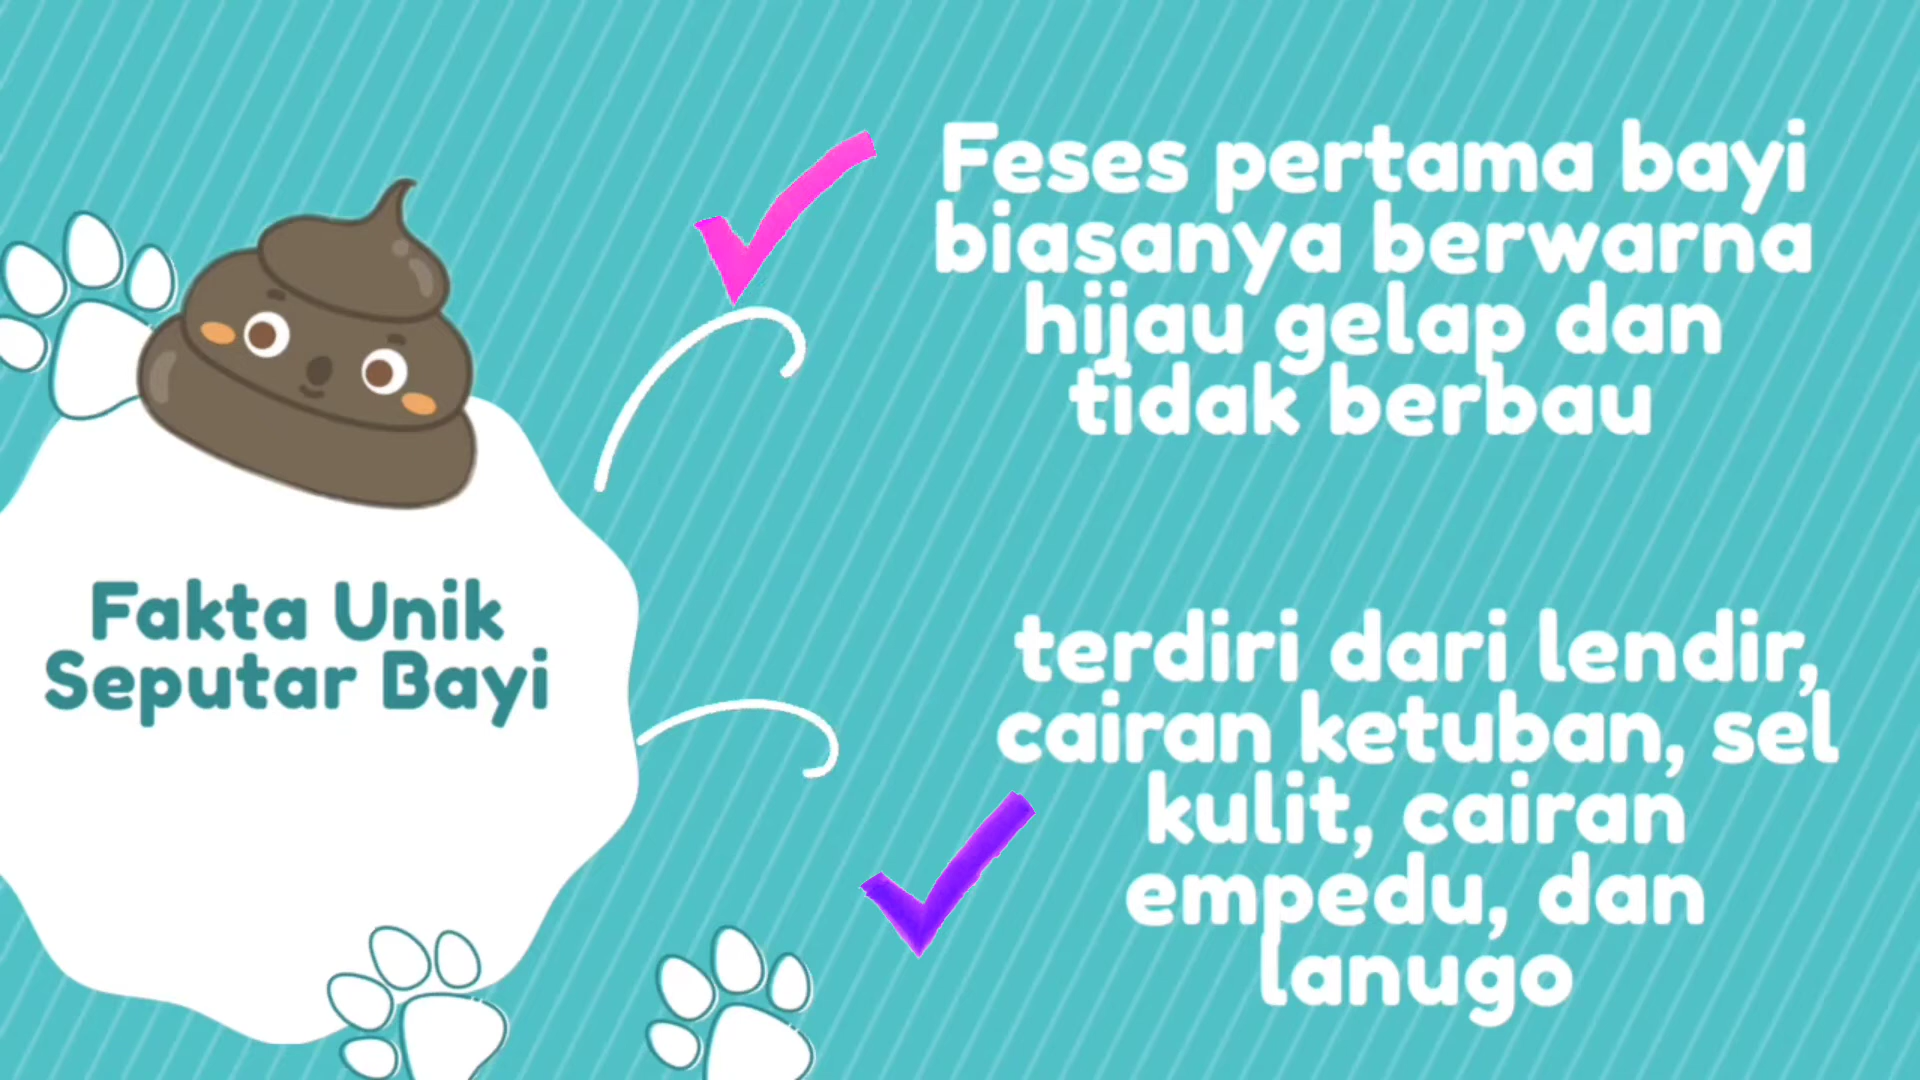 Fakta Unik
Seputar Bayi
Feses pertama bayi
biasanya berwarna
hijau gelap dan
tidak berbau
terdiri dari lendir,
cairan ketuban, sel
kulit, cairan
empedu, dan
lanugo